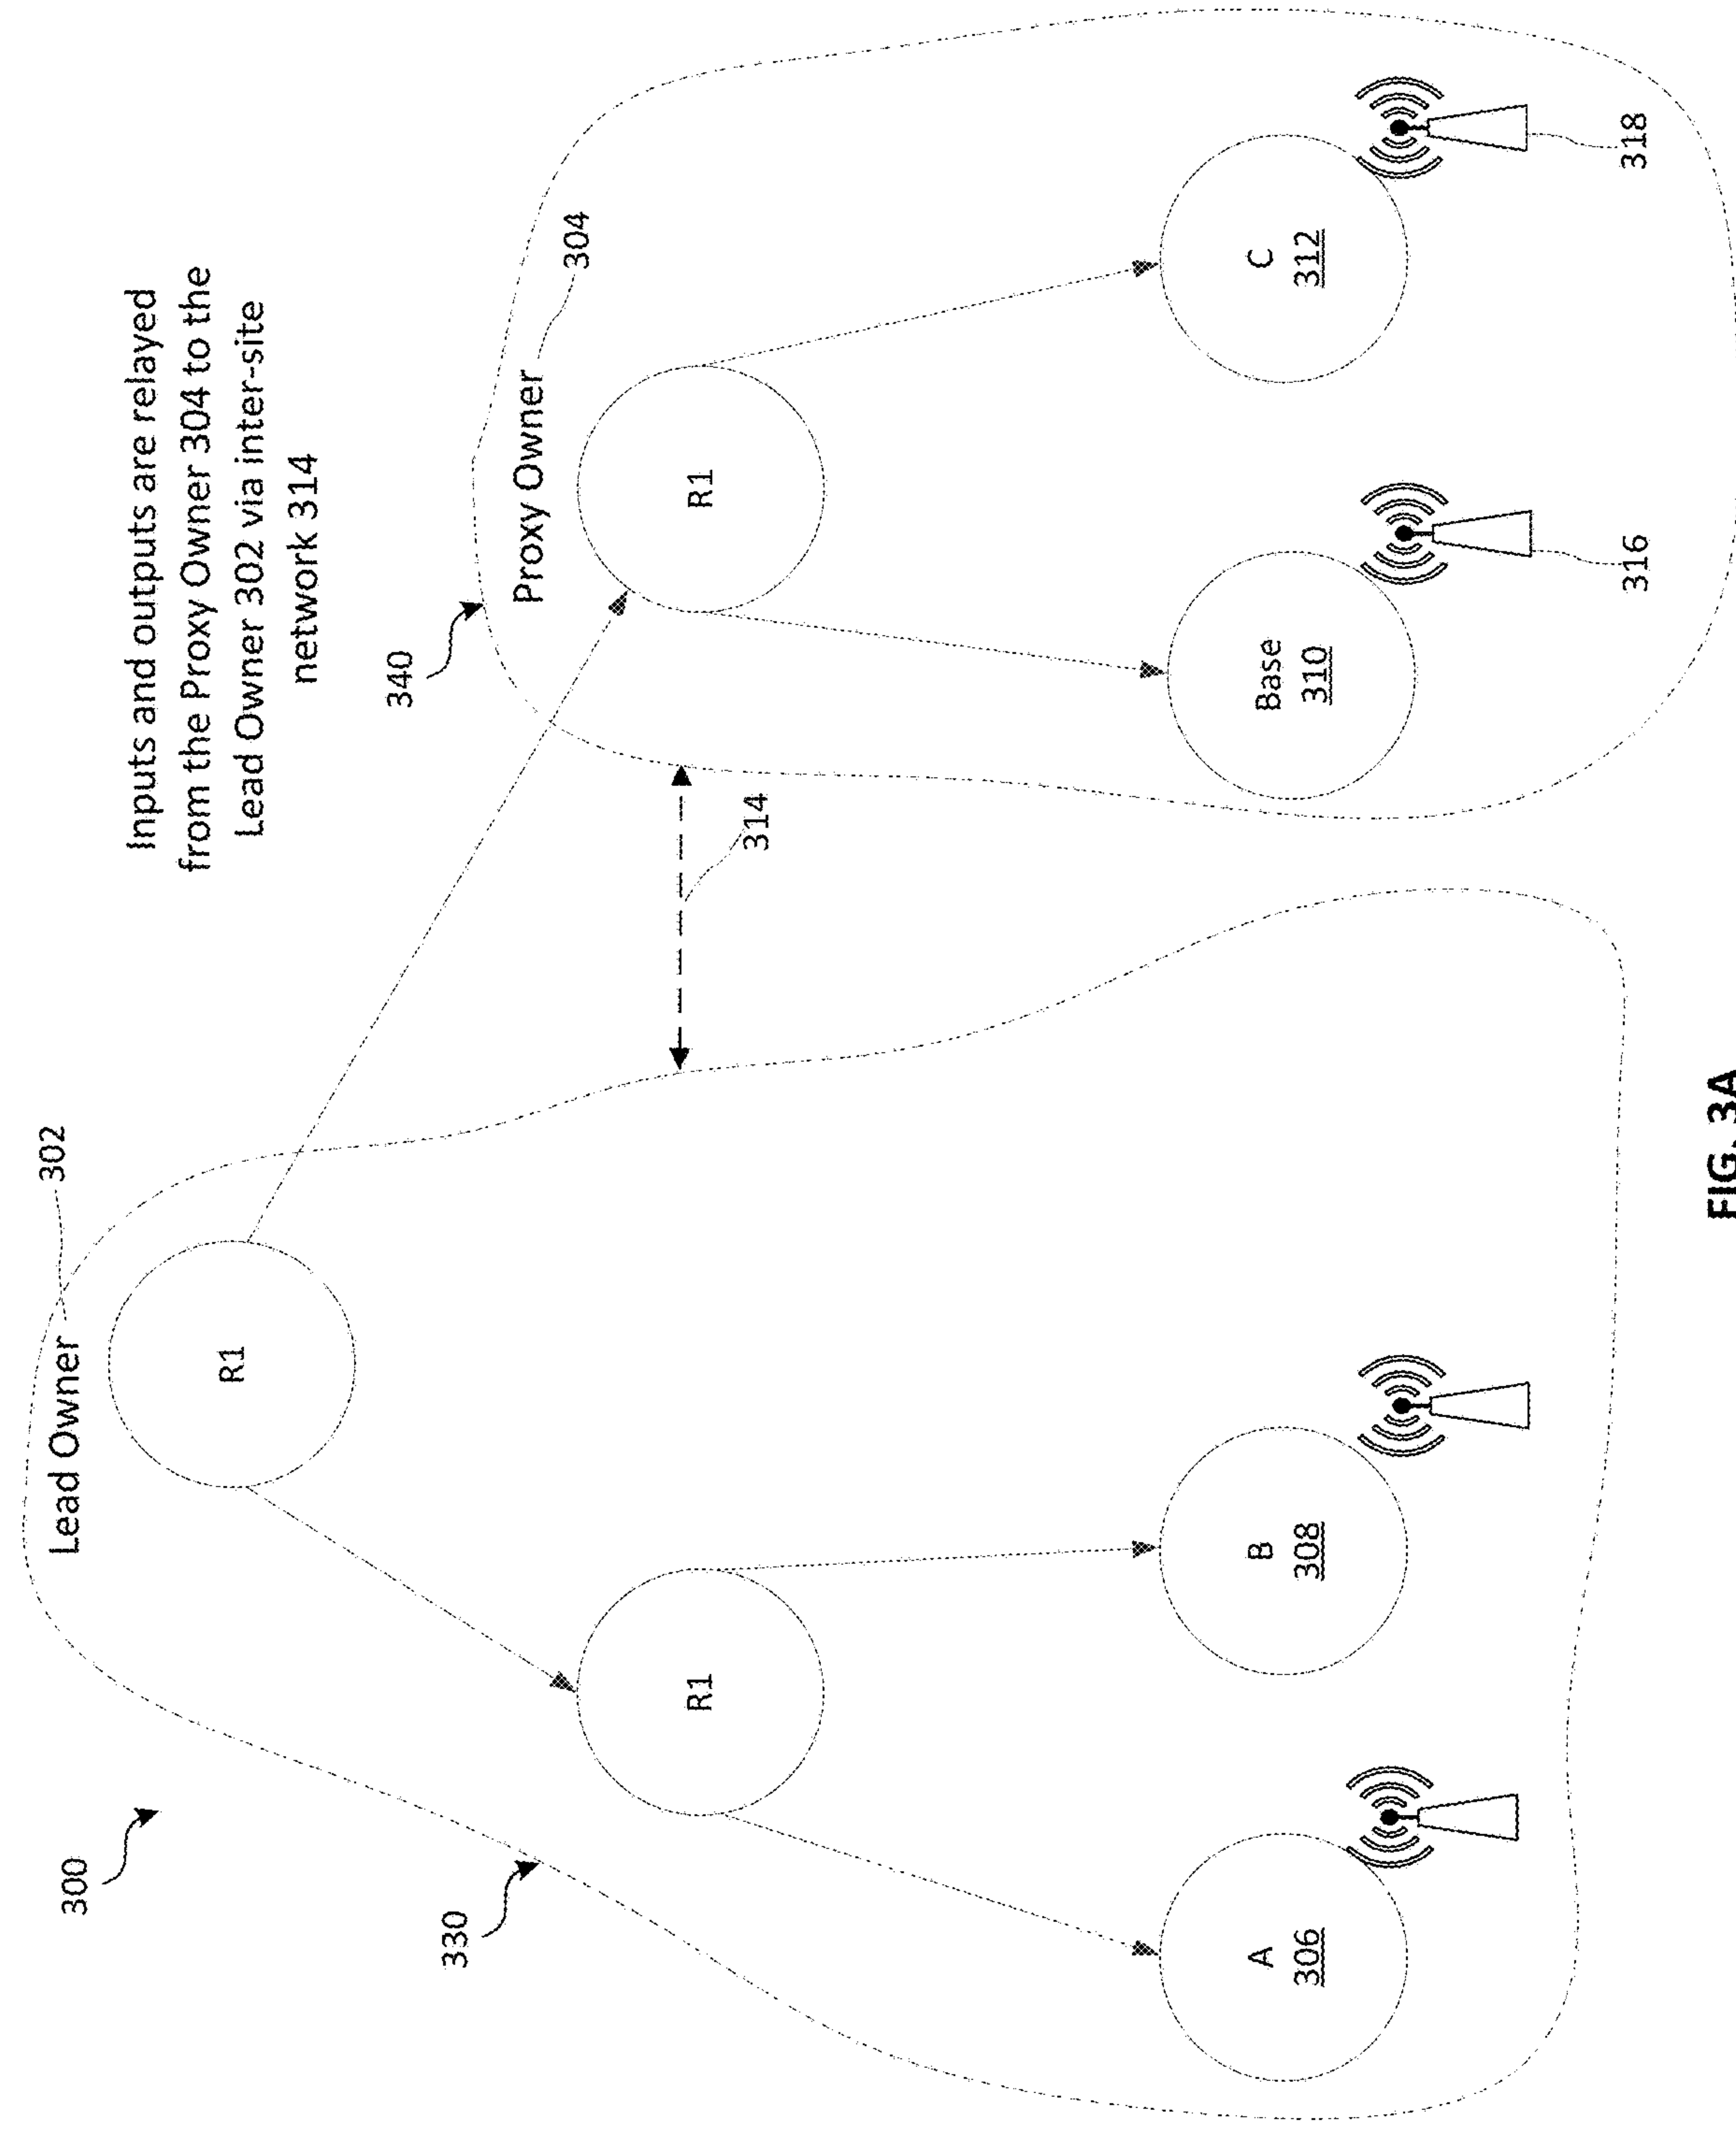 300
Lead Owner
302
R1
Inputs and outputs are relayed
from the Proxy Owner 304 to the
Lead Owner 302 via inter-site
network 314
330
340
Proxy Owner
304
R1
R1
314
A
306
B
308
Base
310
C
312
316
318
FIG. 3A